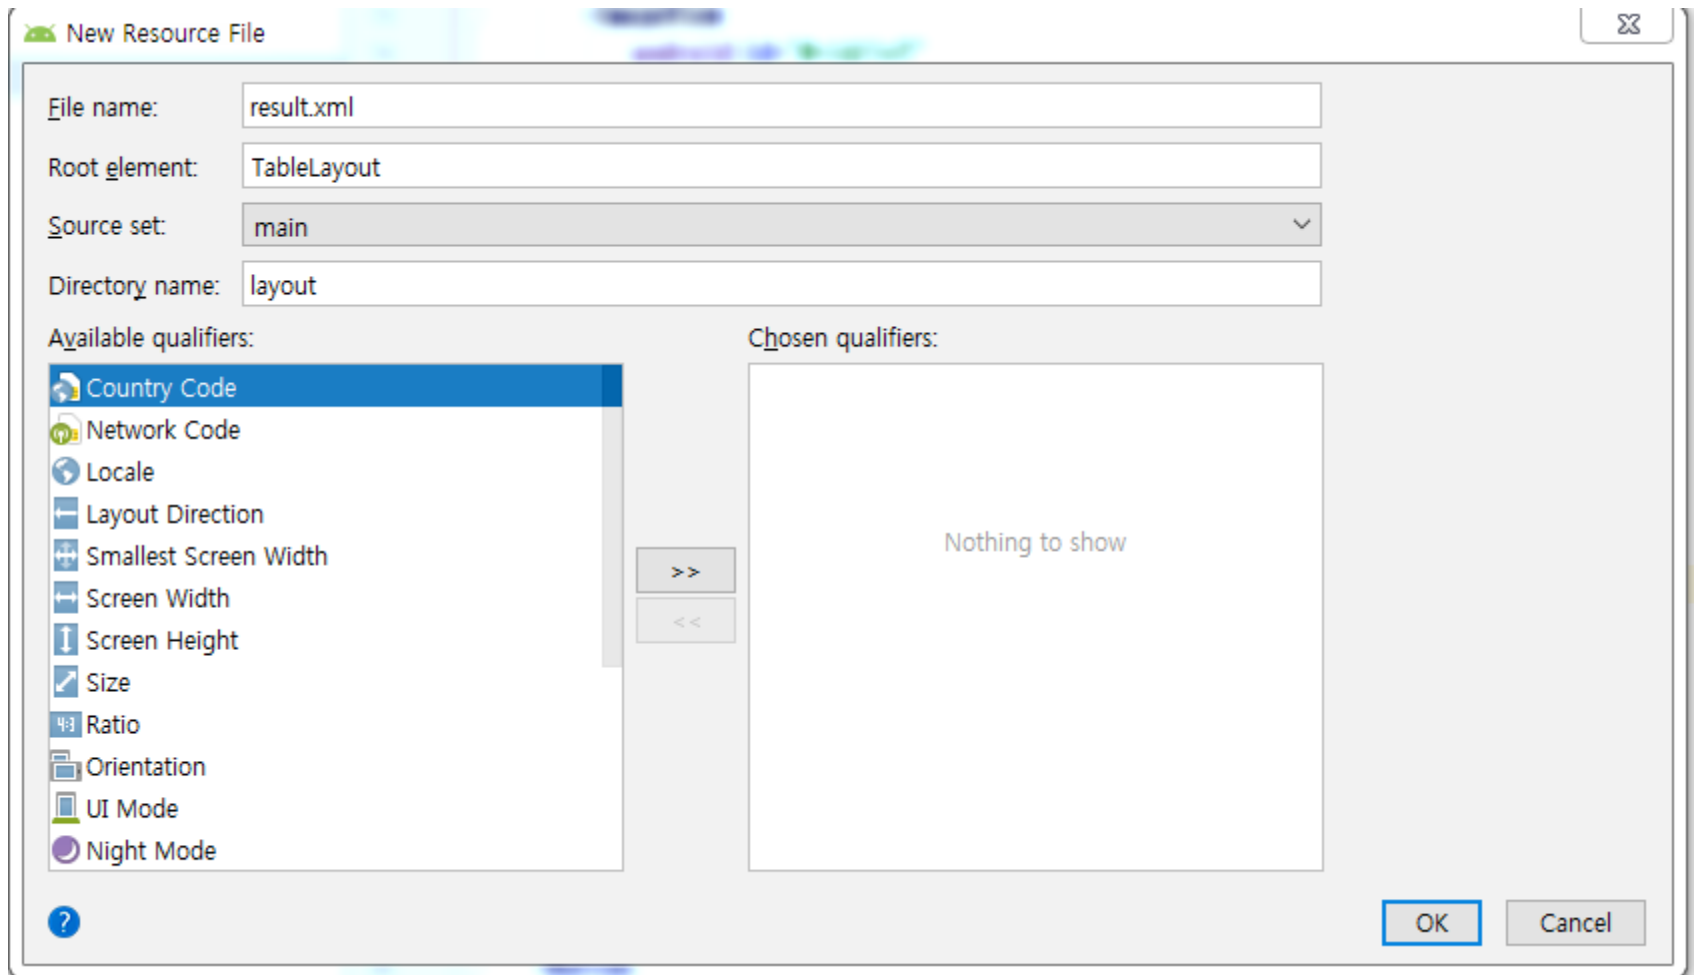 New Resource File
File name: result.xml
Root element: TableLayout
Source set: main
Directory name: layout
Available qualifiers:
Chosen qualifiers:
Country Code
Network Code
Locale
Layout Direction
Smallest Screen Width
Screen Width
Screen Height
Size
4:3 Ratio
Orientation
UI Mode
Night Mode
>>
<<
Nothing to show
?
OK
Cancel